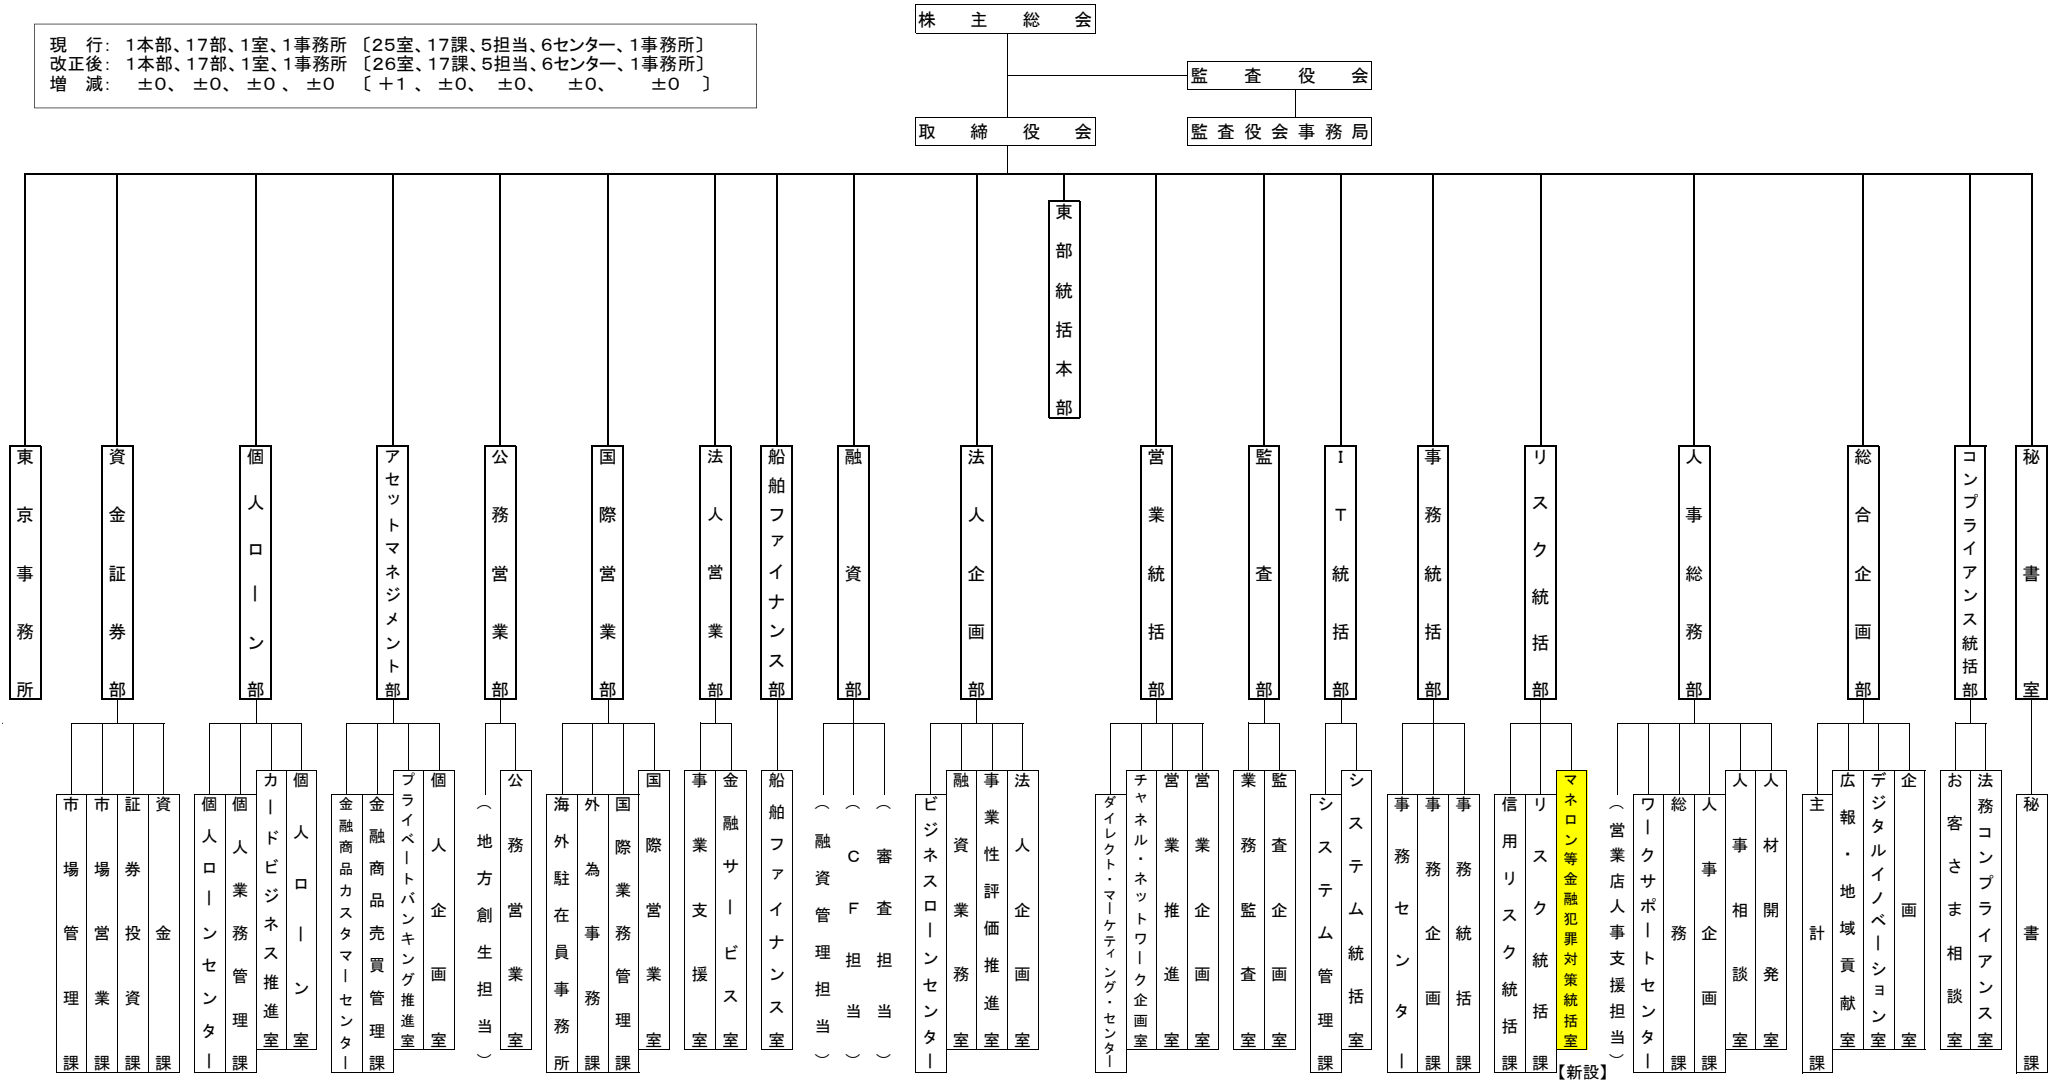 株主総会
現　行：　1本部、17部、1室、1事務所　〔25室、17課、5担当、6センター、1事務所〕
改正後：　1本部、17部、1室、1事務所　〔26室、17課、5担当、6センター、1事務所〕
増　減：　±0、　±0、　±0　、　±0　〔　＋1　、　±0、　±0、　±0、　±0　〕
監査役会
取締役会
監査役会事務局
東部統括本部
東京事務所
資金証券部
個人ローン部
アセットマネジメント部
公務営業部
国際営業部
法人営業部
船舶ファイナンス部
融資部
法人企画部
営業統括部
監査部
IT統括部
事務統括部
リスク統括部
人事総務部
総合企画部
コンプライアンス統括部
秘書室
市場管理課
市場営業課
証券投資課
資金課
個人ローンセンター
個人業務管理課
カードビジネス推進室
個人ローン室
金融商品カスタマーセンター
金融商品売買管理課
プライベートバンキング推進室
個人企画室
（地方創生担当）
公務営業室
海外駐在員事務所
外為事務課
国際業務管理課
国際営業室
事業支援室
金融サービス室
船舶ファイナンス室
（融資管理担当）
（CF担当）
（審査担当）
ビジネスローンセンター
融資業務室
事業性評価推進室
法人企画室
ダイレクト・マーケティング・センター
チャネル・ネットワーク企画室
営業推進室
営業企画室
業務監査室
監査企画室
システム管理課
システム統括室
事務センター
事務企画課
事務統括課
信用リスク統括課
リスク統括課
マネロン等金融犯罪対策統括室
（営業店人事支援担当）
ワークサポートセンター
総務課
人事企画課
人事相談室
人材開発室
主計課
広報・地域貢献室
デジタルイノベーション室
企画室
お客さま相談室
法務コンプライアンス室
秘書課
【新設】